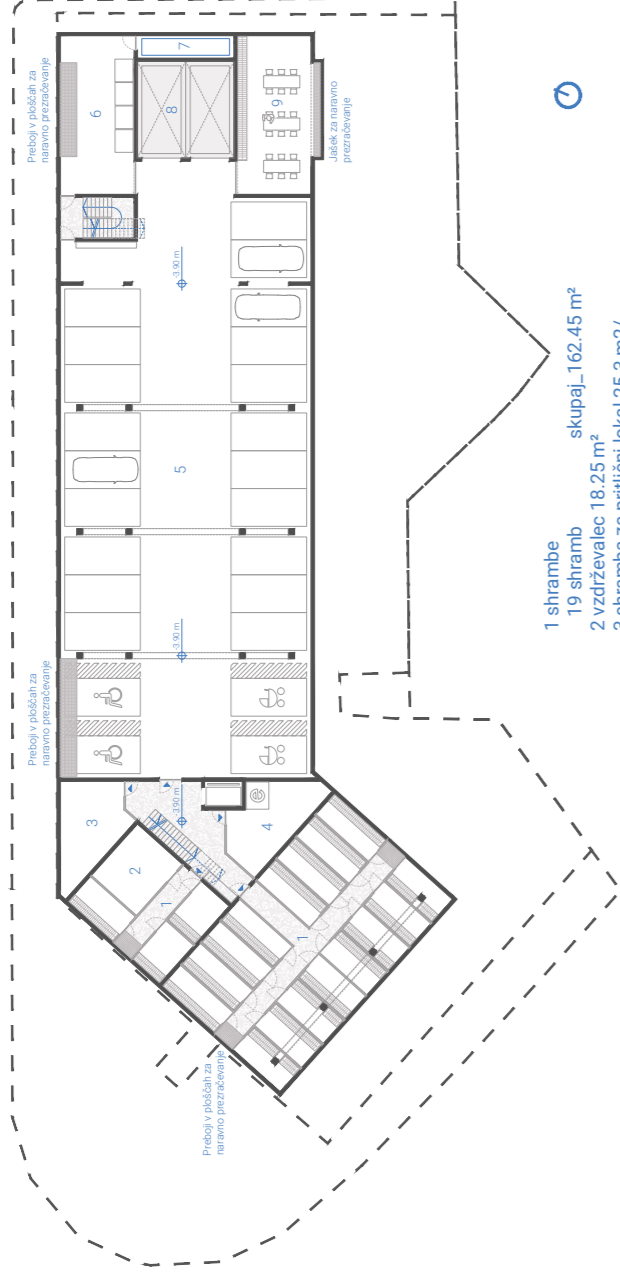 Preboji v ploščah za
naravno prezračevanje
6
7
8
9
Jašek za naravno
prezračevanje
-3.90 m
5
-3.90 m
Preboji v ploščah za
naravno prezračevanje
3
-3.90 m
2
4
1
1
Preboji v ploščah za
naravno prezračevanje
1 shrambe
19 shramb skupaj_162.45 m²
2 vzdrževalec 18.25 m²